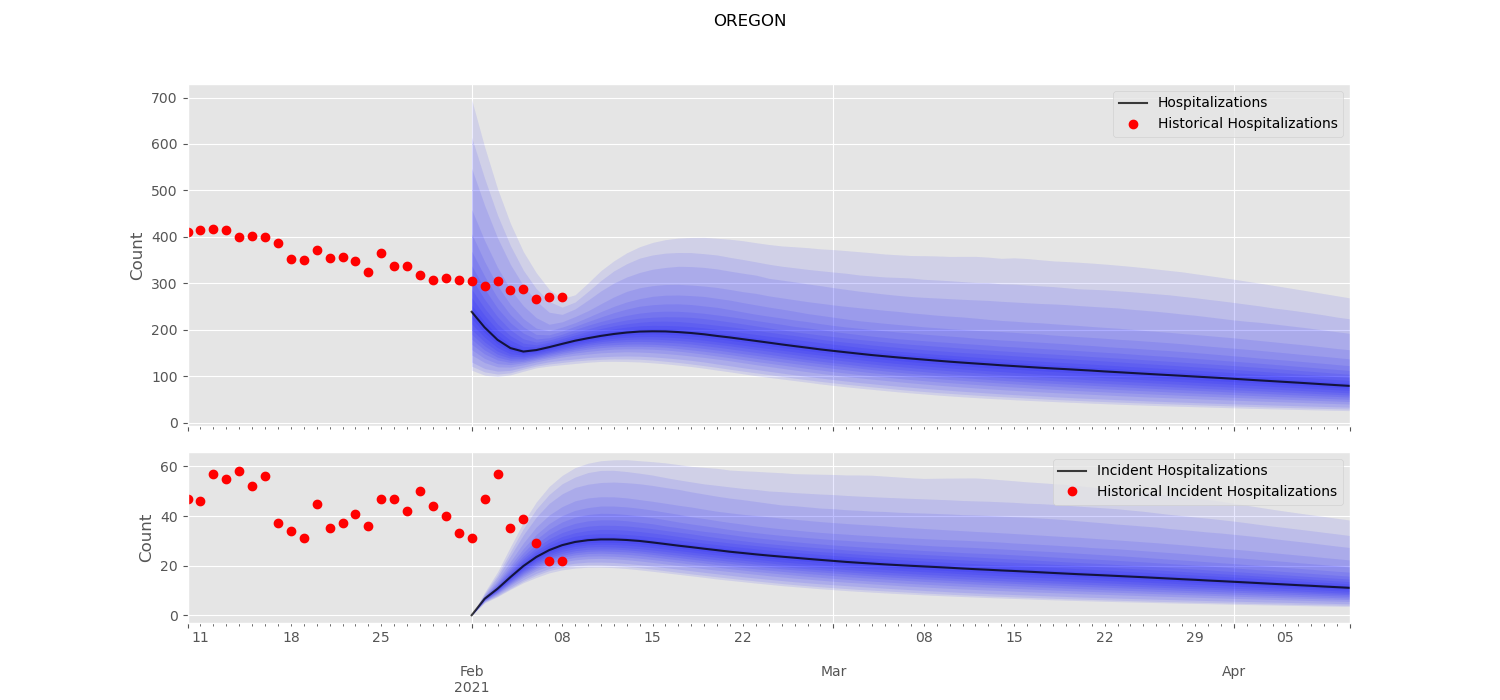 OREGON
700
600
500
400
300
200
100
0
Count
Hospitalizations
Historical Hospitalizations
60
40
20
0
Count
Incident Hospitalizations
Historical Incident Hospitalizations
11 18 25 08 15 22 08 15 22 29 05
Feb Mar Apr
2021